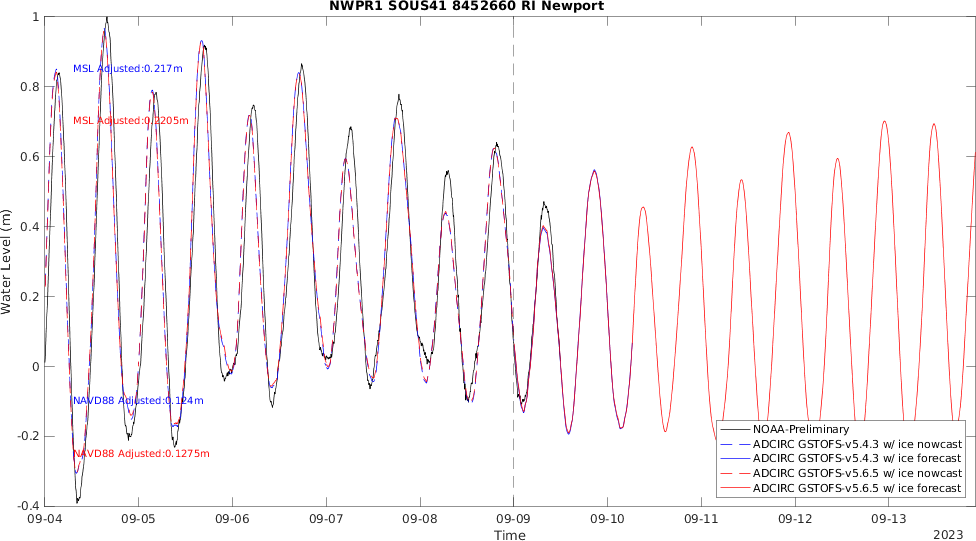 NWPR1 SOUS41 8452660 RI Newport
1
0.8
0.6
0.4
0.2
0
-0.2
-0.4
Water Level (m)
MSL Adjusted:0.217m
MSL Adjusted:0.2205m
NAVD88 Adjusted:0.124m
NAVD88 Adjusted:0.1275m
NOAA-Preliminary
ADCIRC GSTOFS-v5.4.3 w/ ice nowcast
ADCIRC GSTOFS-v5.4.3 w/ ice forecast
ADCIRC GSTOFS-v5.6.5 w/ ice nowcast
ADCIRC GSTOFS-v5.6.5 w/ ice forecast
09-04 09-05 09-06 09-07 09-08 09-09 09-10 09-11 09-12 09-13
Time
2023